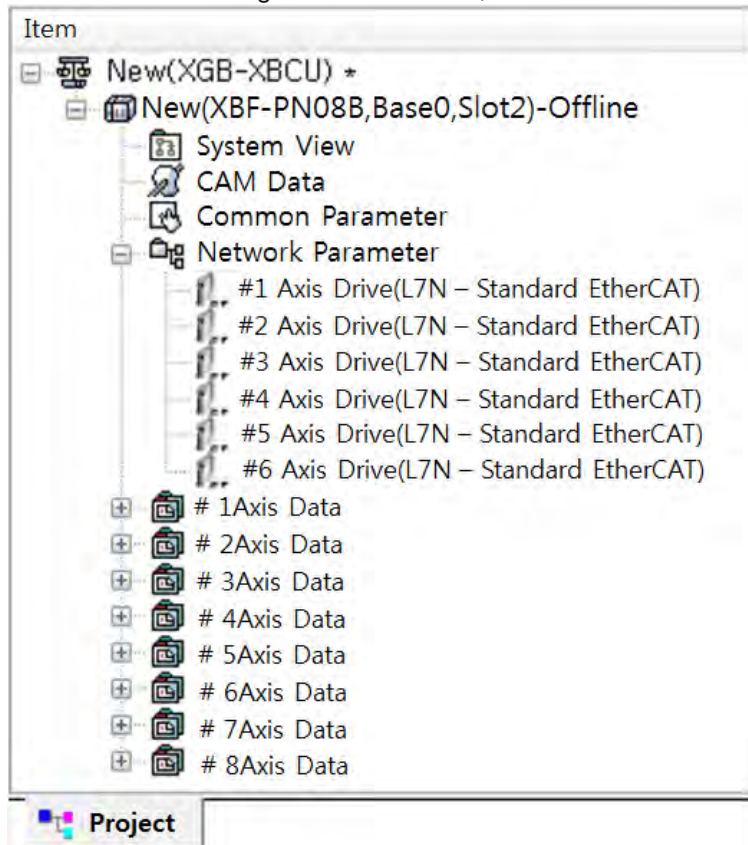 Item
New(XGB-XBCU) *
New(XBF-PN08B,Base0,Slot2)-Offline
System View
CAM Data
Common Parameter
Network Parameter
#1 Axis Drive(L7N – Standard EtherCAT)
#2 Axis Drive(L7N – Standard EtherCAT)
#3 Axis Drive(L7N – Standard EtherCAT)
#4 Axis Drive(L7N – Standard EtherCAT)
#5 Axis Drive(L7N – Standard EtherCAT)
#6 Axis Drive(L7N – Standard EtherCAT)
# 1Axis Data
# 2Axis Data
# 3Axis Data
# 4Axis Data
# 5Axis Data
# 6Axis Data
# 7Axis Data
# 8Axis Data
Project